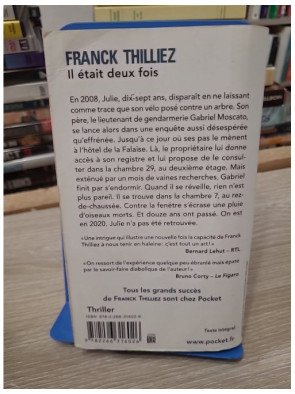 FRANCK THILLIEZ
Il était deux fois
En 2008, Julie, dix-sept ans, disparaît en ne laissant
comme trace que son vélo posé contre un arbre. Son
père, le lieutenant de gendarmerie Gabriel Moscato,
se lance alors dans une enquête aussi désespérée
qu'effrénée. Jusqu'à ce jour où ses pas le mènent
à l'hôtel de la Falaise. Là, le propriétaire lui donne
accès à son registre et lui propose de le consul-
ter dans la chambre 29, au deuxième étage. Mais
exténué par un mois de vaines recherches, Gabriel
finit par s'endormir. Quand il se réveille, rien n'est
plus pareil. Il se trouve dans la chambre 7, au rez-
de-chaussée. Contre la fenêtre s'écrase une pluie
d'oiseaux morts. Et douze ans ont passé. On est
en 2020, Julie n'a pas été retrouvée.
«Une intrigue qui illustre une nouvelle fois la capacité de Franck
Thilliez à nous tenir en haleine: c'est tout un art!»
Bernard Lehut – RTL
«On ressort de l'expérience quelque peu ébranlé mais épaté
par le savoir-faire diabolique de l'auteur!»
Bruno Corty – Le Figaro
Tous les grands succès
de FRANCK THILLIEZ sont chez Pocket
Thriller
Texte intégral
www.pocket.fr